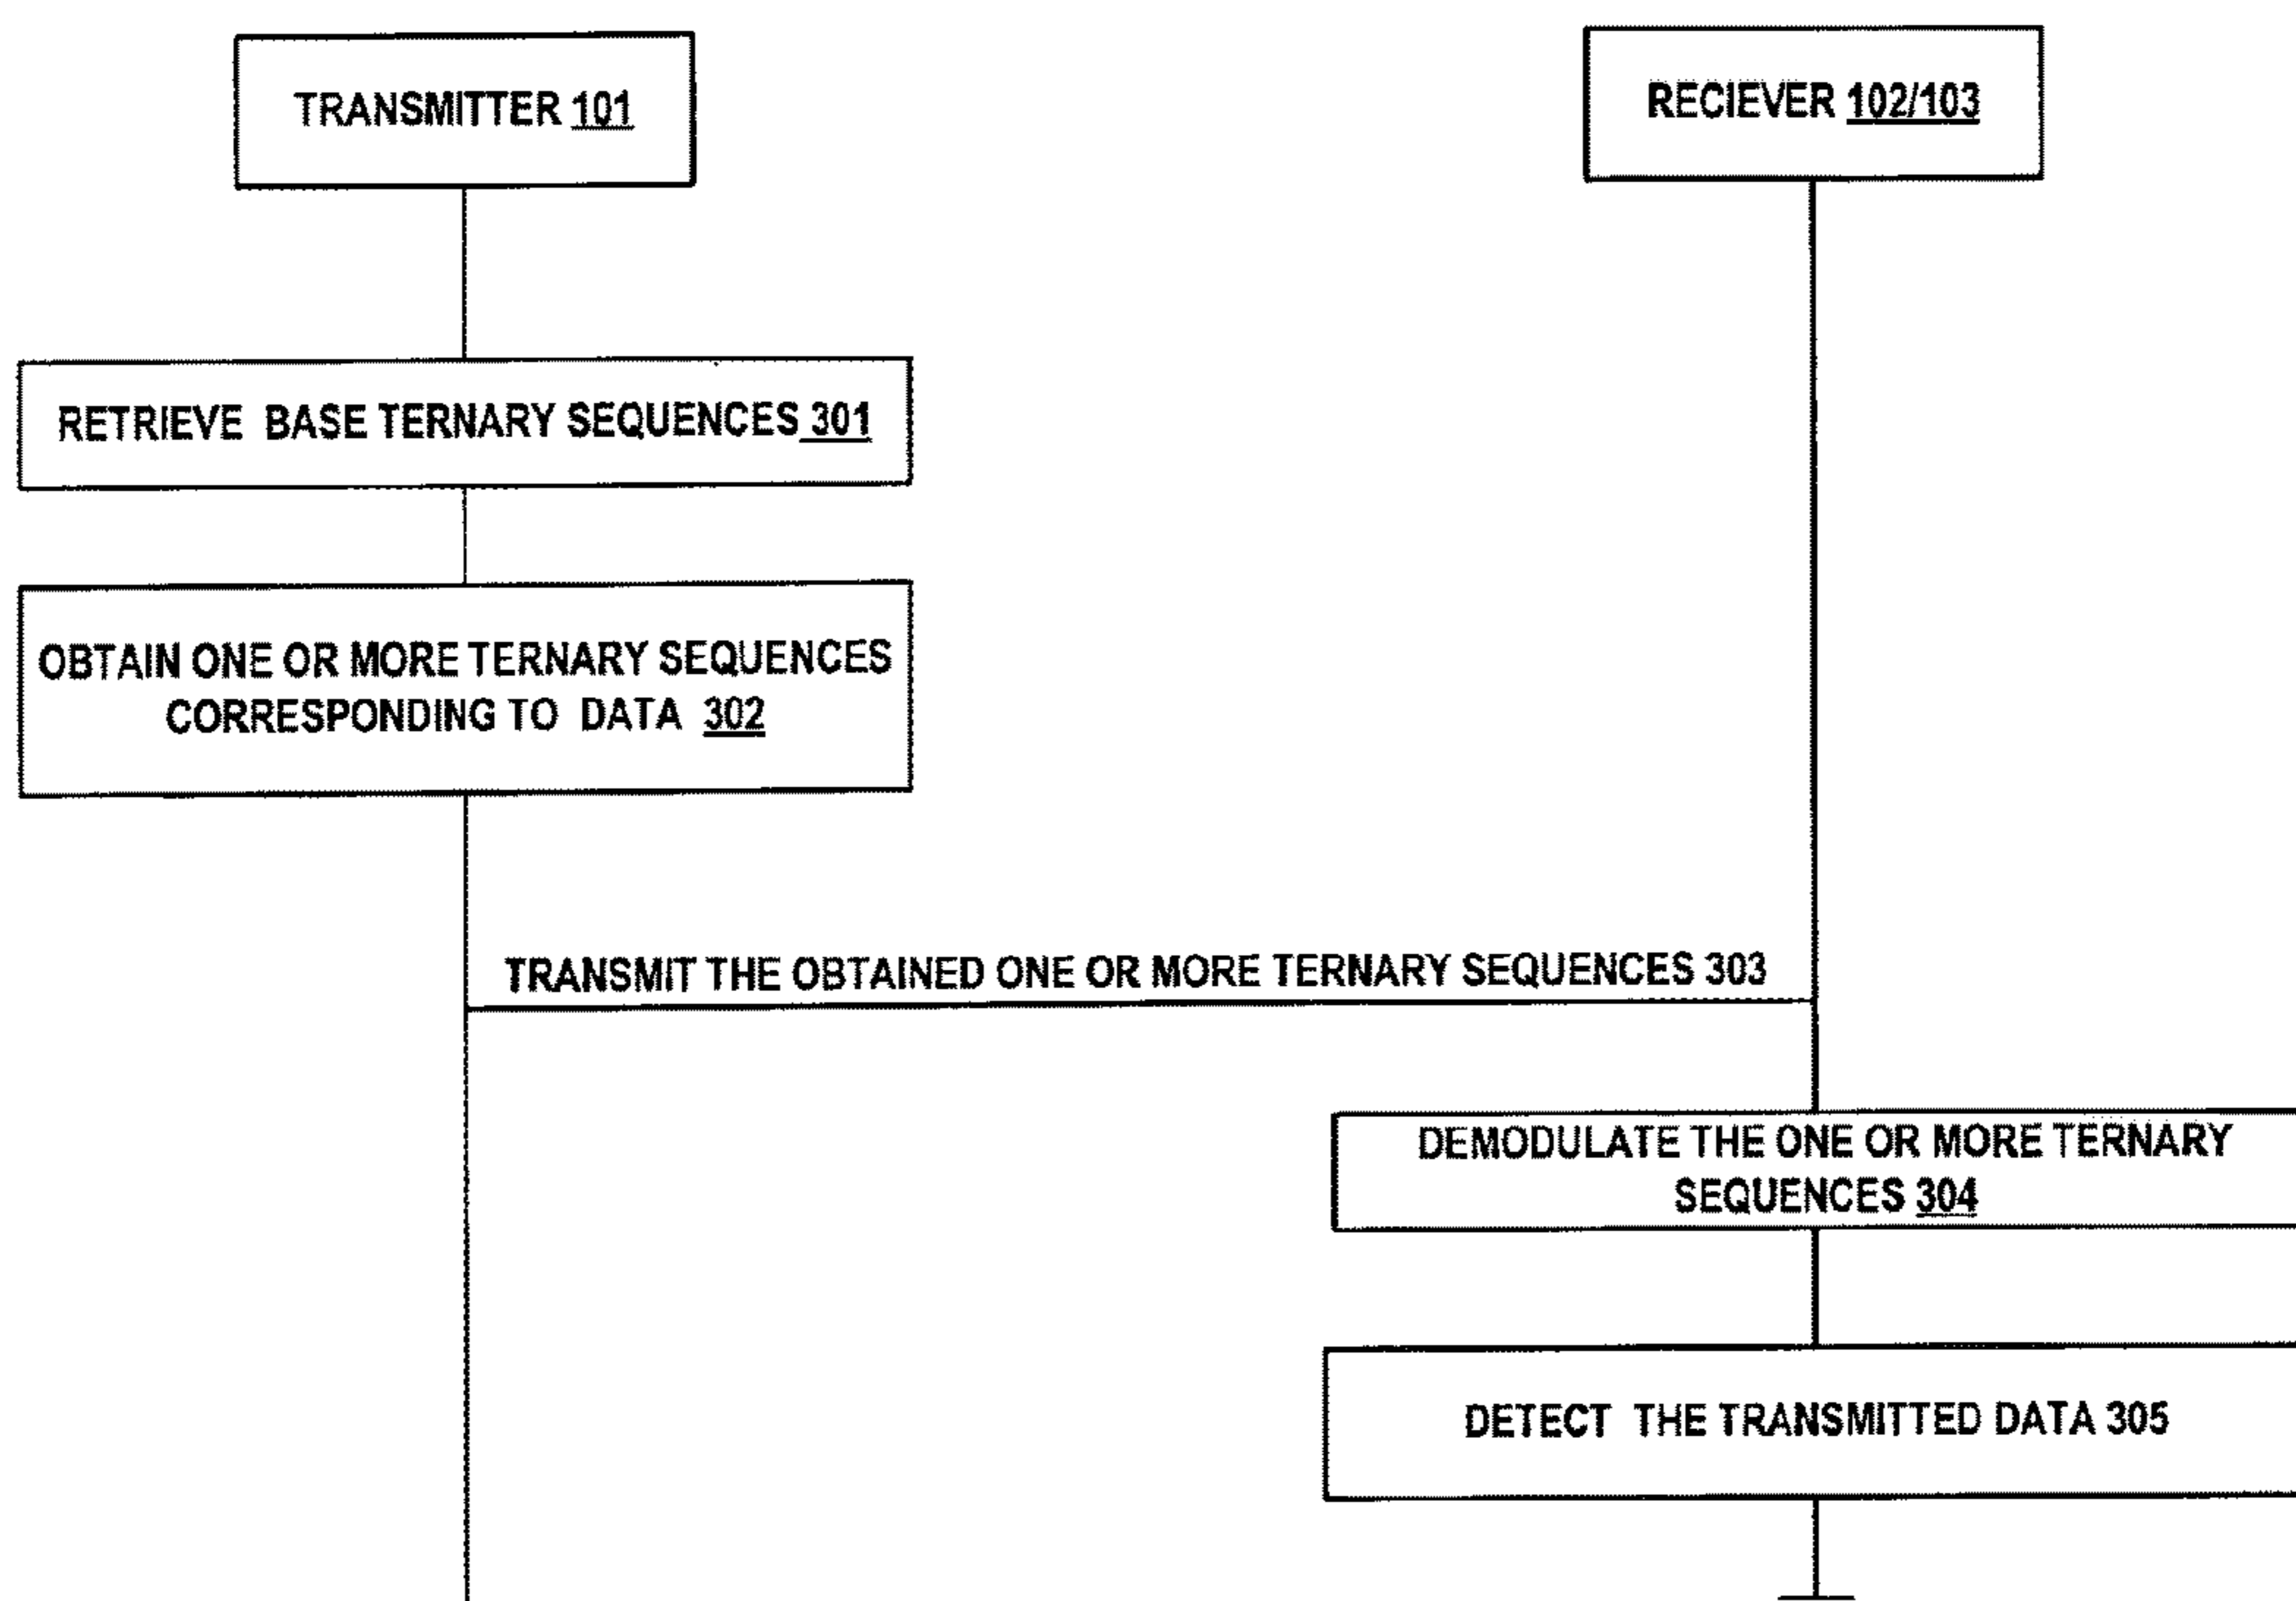 TRANSMITTER 101
RECIEVER 102/103
RETRIEVE BASE TERNARY SEQUENCES 301
OBTAIN ONE OR MORE TERNARY SEQUENCES
CORRESPONDING TO DATA 302
TRANSMIT THE OBTAINED ONE OR MORE TERNARY SEQUENCES 303
DEMODULATE THE ONE OR MORE TERNARY
SEQUENCES 304
DETECT THE TRANSMITTED DATA 305